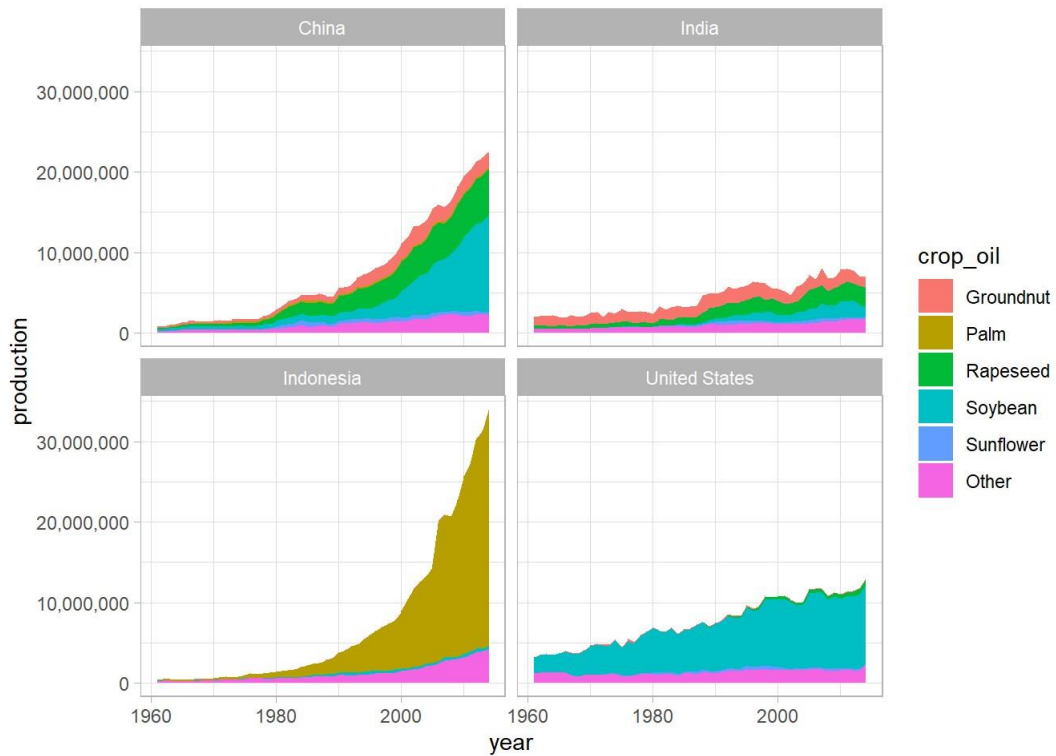 China
India
30,000,000
20,000,000
10,000,000
0
Indonesia
United States
30,000,000
20,000,000
10,000,000
0
1960
1980
2000
1960
1980
2000
production
year
crop_oil
Groundnut
Palm
Rapeseed
Soybean
Sunflower
Other